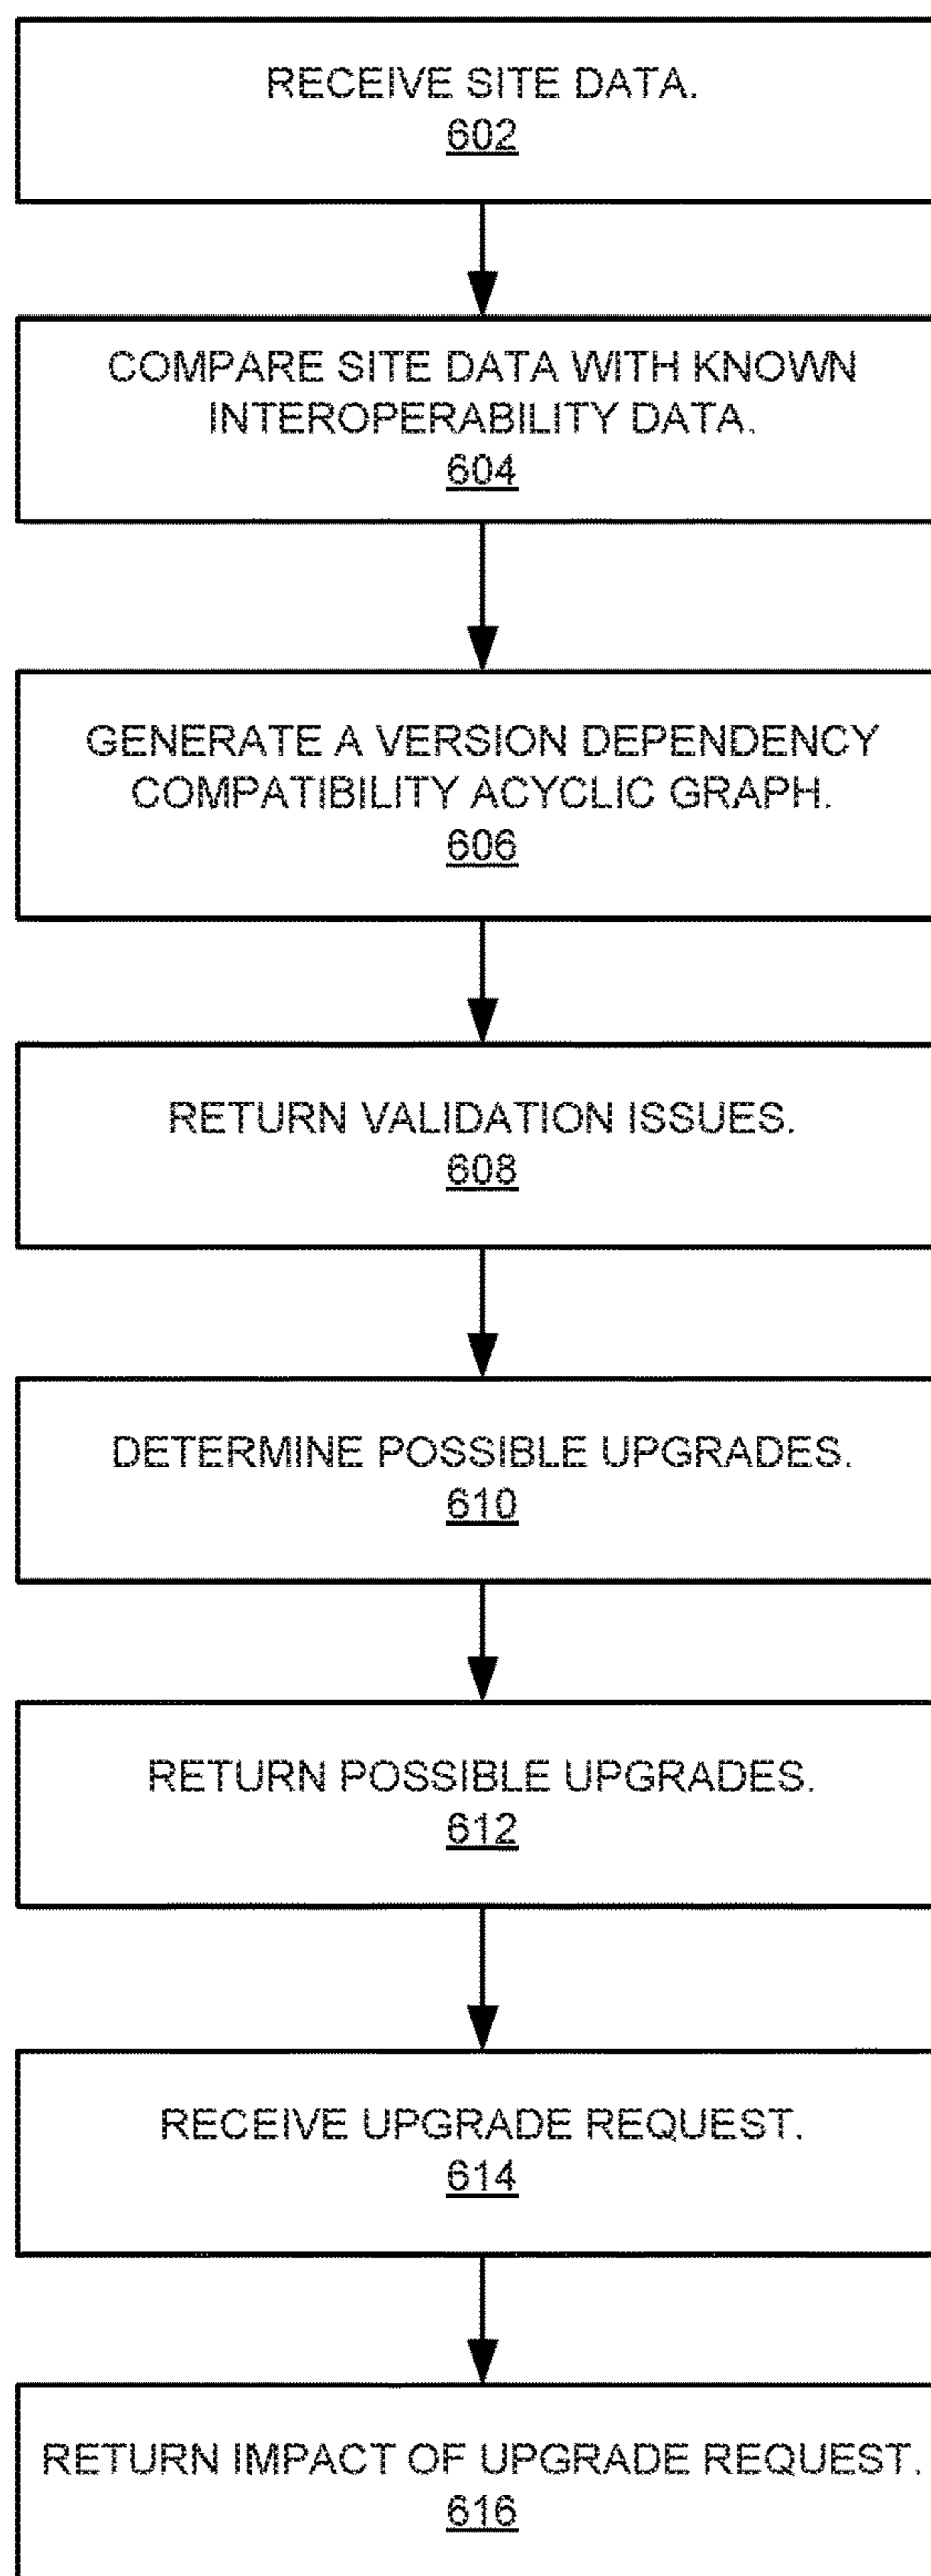 RECEIVE SITE DATA.
602
COMPARE SITE DATA WITH KNOWN
INTEROPERABILITY DATA.
604
GENERATE A VERSION DEPENDENCY
COMPATIBILITY ACYCLIC GRAPH.
606
RETURN VALIDATION ISSUES.
608
DETERMINE POSSIBLE UPGRADES.
610
RETURN POSSIBLE UPGRADES.
612
RECEIVE UPGRADE REQUEST.
614
RETURN IMPACT OF UPGRADE REQUEST.
616